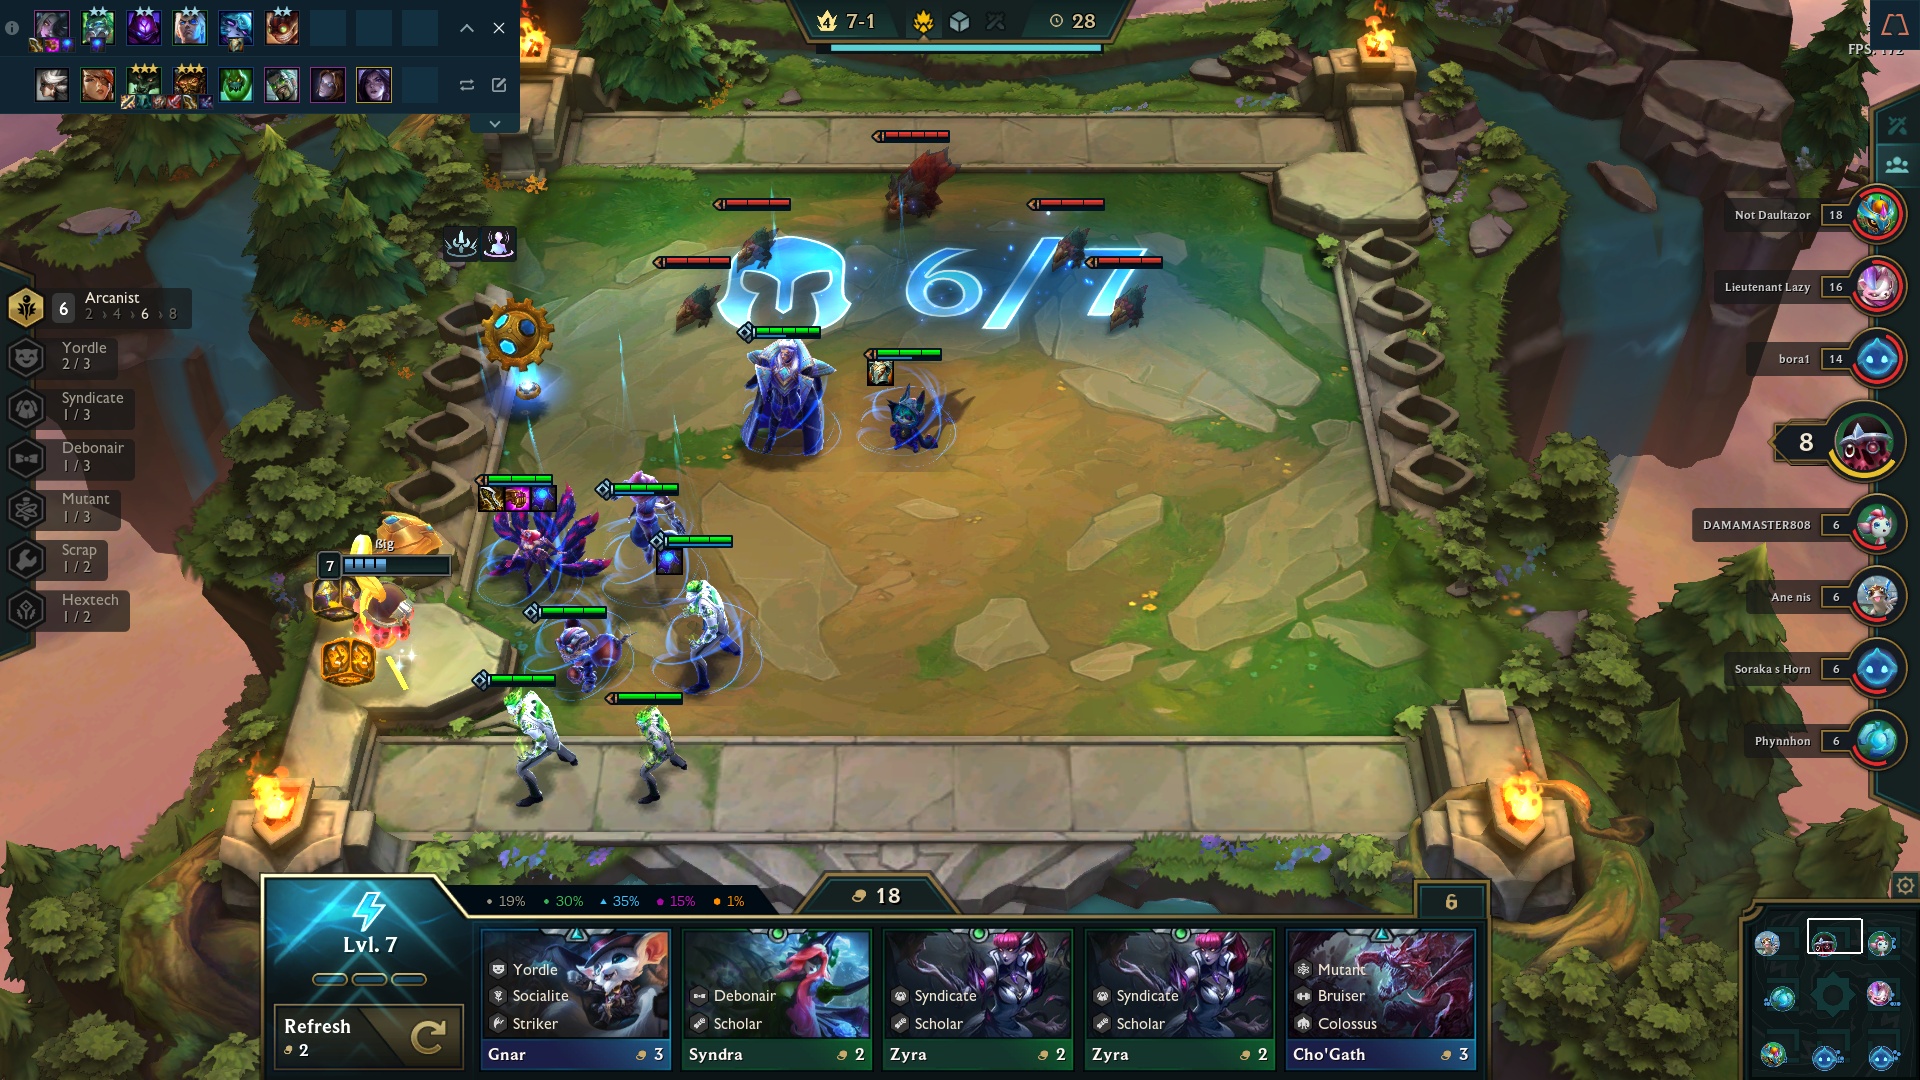 4
7-1
28
FPS: 172
6/7
6
Arcanist
2 › 4 › 6 › 8
Yordle
2 / 3
Syndicate
1 / 3
Debonair
1 / 3
Mutant
1 / 3
Scrap
1 / 2
Hextech
1 / 2
ßig
7
Not Daultazor
18
Lieutenant Lazy
16
bora1
14
8
DAMAMASTER808
6
Ane nis
6
Soraka s Horn
6
Phynnhon
6
Lvl. 7
Refresh
2
19%
30%
35%
15%
1%
18
6
Yordle
Socialite
Striker
Gnar
3
Debonair
Scholar
Syndra
2
Syndicate
Scholar
Zyra
2
Syndicate
Scholar
Zyra
2
Mutant
Bruiser
Colossus
Cho'Gath
3